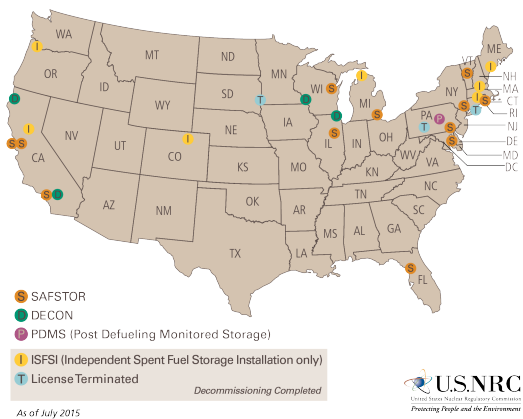 WA
ME
MT
ND
VT
OR
MN
NH
ID
WI
SD
NY
MA
WY
MI
CT
RI
PA
IA
NJ
NE
NV
OH
DE
UT
IL
IN
MD
CO
WV
DC
CA
VA
KS
MO
KY
NC
TN
OK
AZ
NM
AR
SC
MS
AL
GA
TX
LA
FL
S SAFSTOR
D DECON
P PDMS (Post Defueling Monitored Storage)
I ISFSI (Independent Spent Fuel Storage Installation only)
T License Terminated
Decommissioning Completed
U.S.NRC
United States Nuclear Regulatory Commission
Protecting People and the Environment
As of July 2015